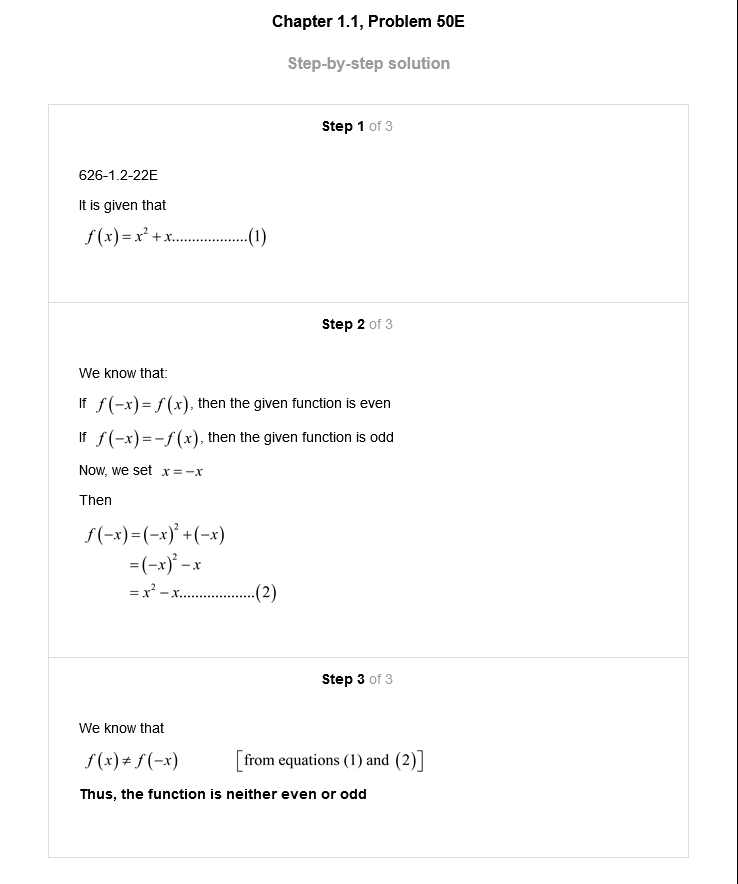 Chapter 1.1, Problem 50E
Step-by-step solution
Step 1 of 3
626-1.2-22E
It is given that
f(x)=x²+x...................(1)
Step 2 of 3
We know that:
If f(−x)=f(x), then the given function is even
If f(−x)=−f(x), then the given function is odd
Now, we set x=−x
Then
f(−x)=(−x)²+(−x)
=(−x)²−x
=x²−x...................(2)
Step 3 of 3
We know that
f(x)≠f(−x) [from equations (1) and (2)]
Thus, the function is neither even or odd